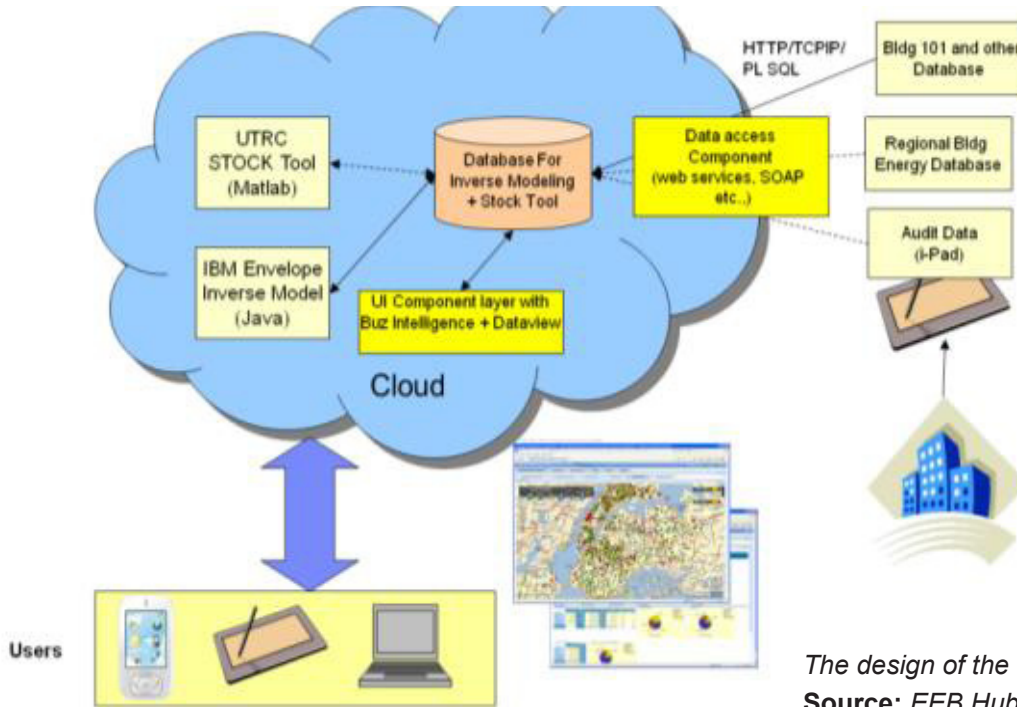 HTTP/TCPIP/
PL SQL
Bldg 101 and other
Database
UTRC
STOCK Tool
(Matlab)
Database For
Inverse Modeling
+ Stock Tool
Data access
Component
(web services, SOAP
etc..,)
Regional Bldg
Energy Database
Audit Data
(i-Pad)
IBM Envelope
Inverse Model
(Java)
UI Component layer with
Buz Intelligence + Dataview
Cloud
Users
The design of the
Source: EEB Hub